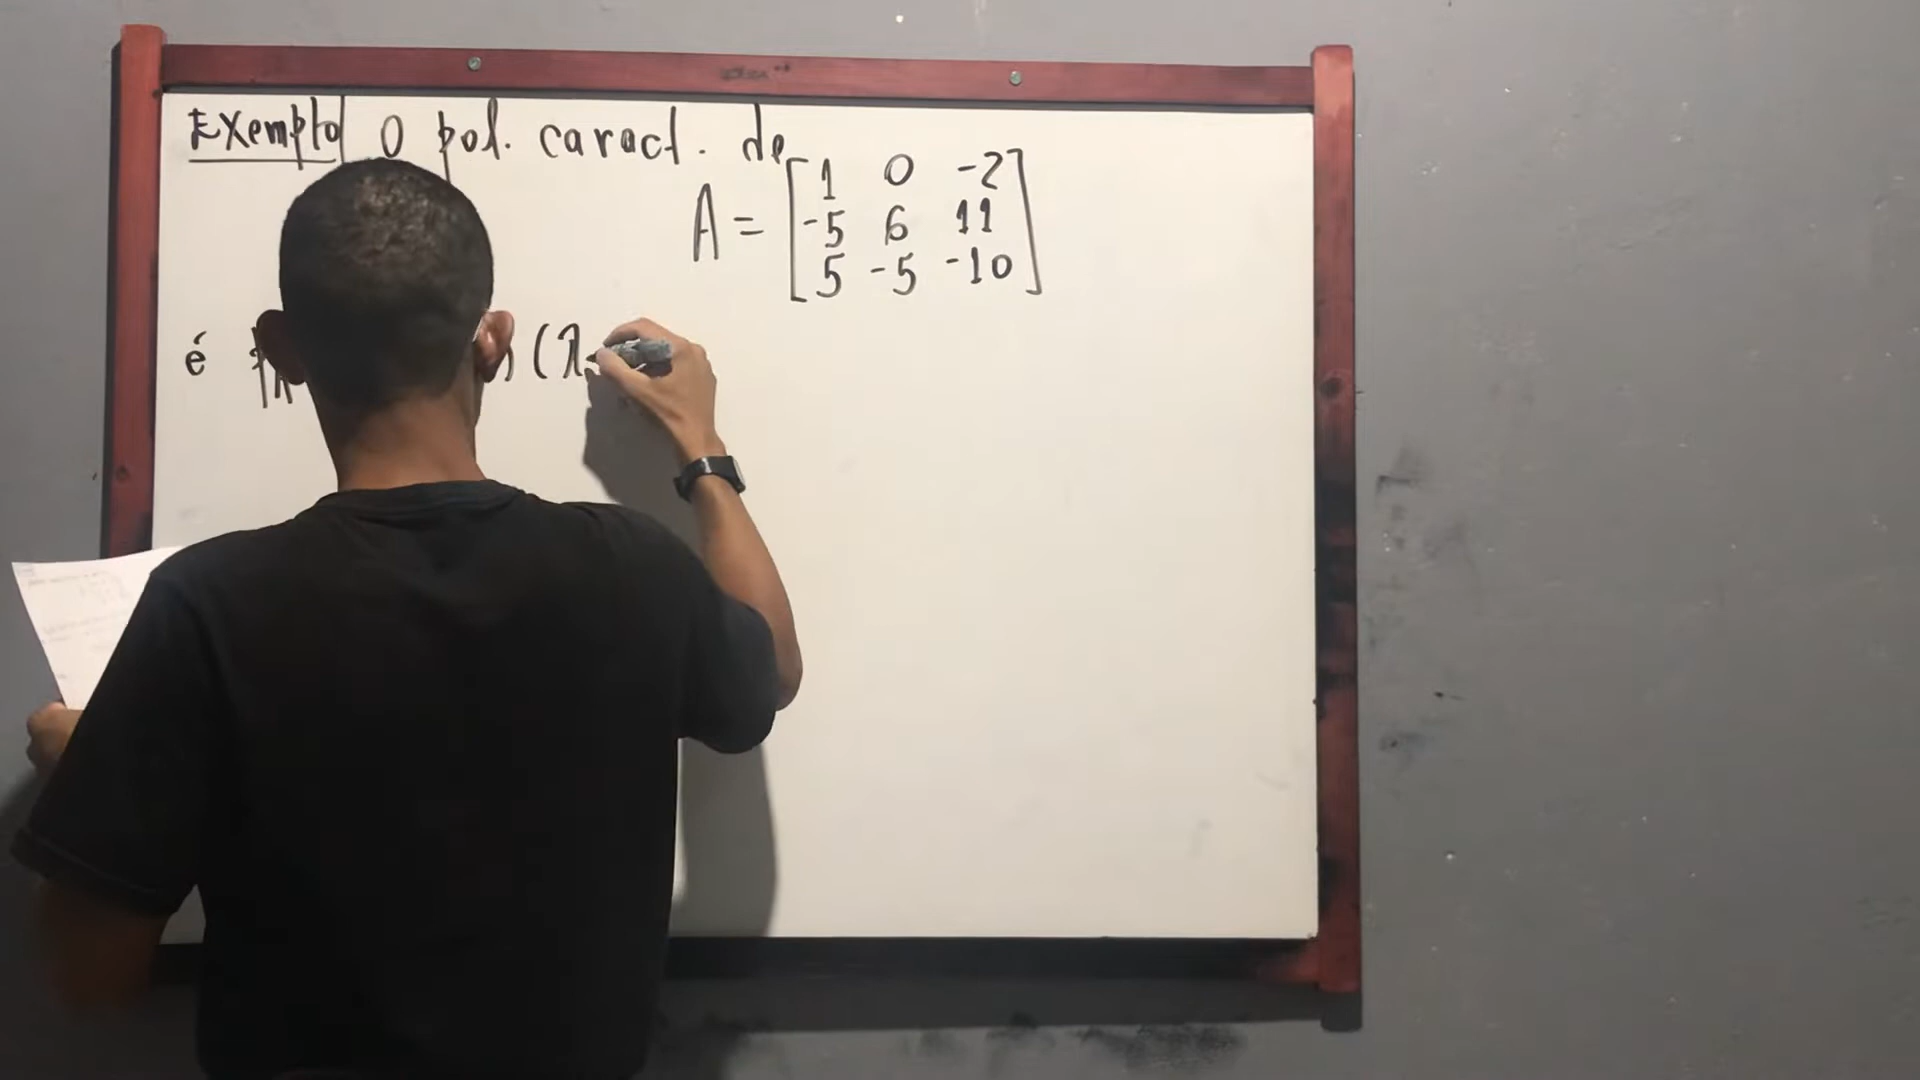 Exemplo O pol. caract. de
A = [1 0 -2
-5 6 11
5 -5 -10]
é p ) (λ